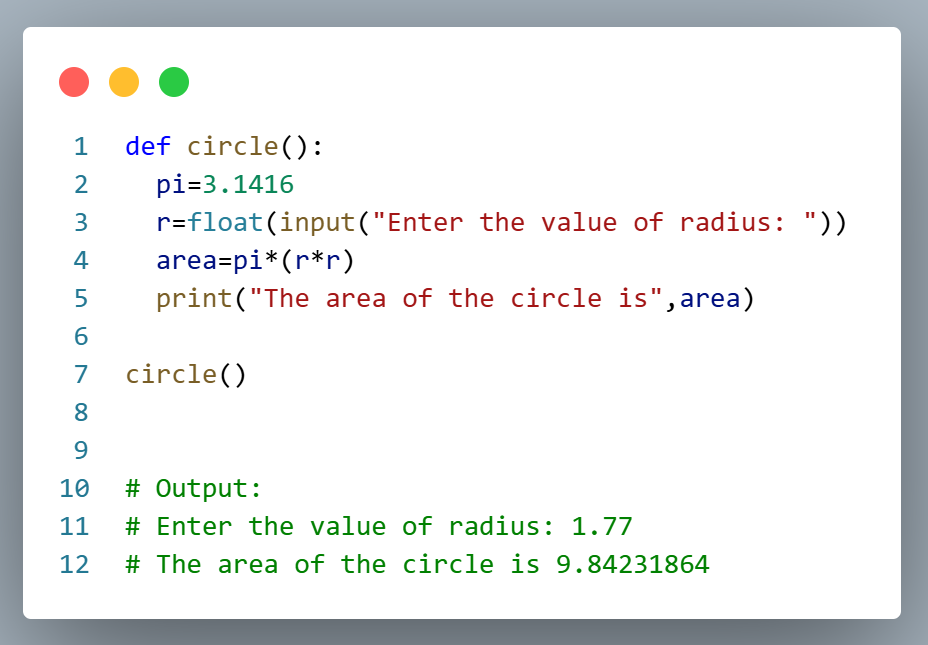 1 def circle():
2   pi=3.1416
3   r=float(input("Enter the value of radius: "))
4   area=pi*(r*r)
5   print("The area of the circle is",area)
6
7 circle()
8
9
10 # Output:
11 # Enter the value of radius: 1.77
12 # The area of the circle is 9.84231864